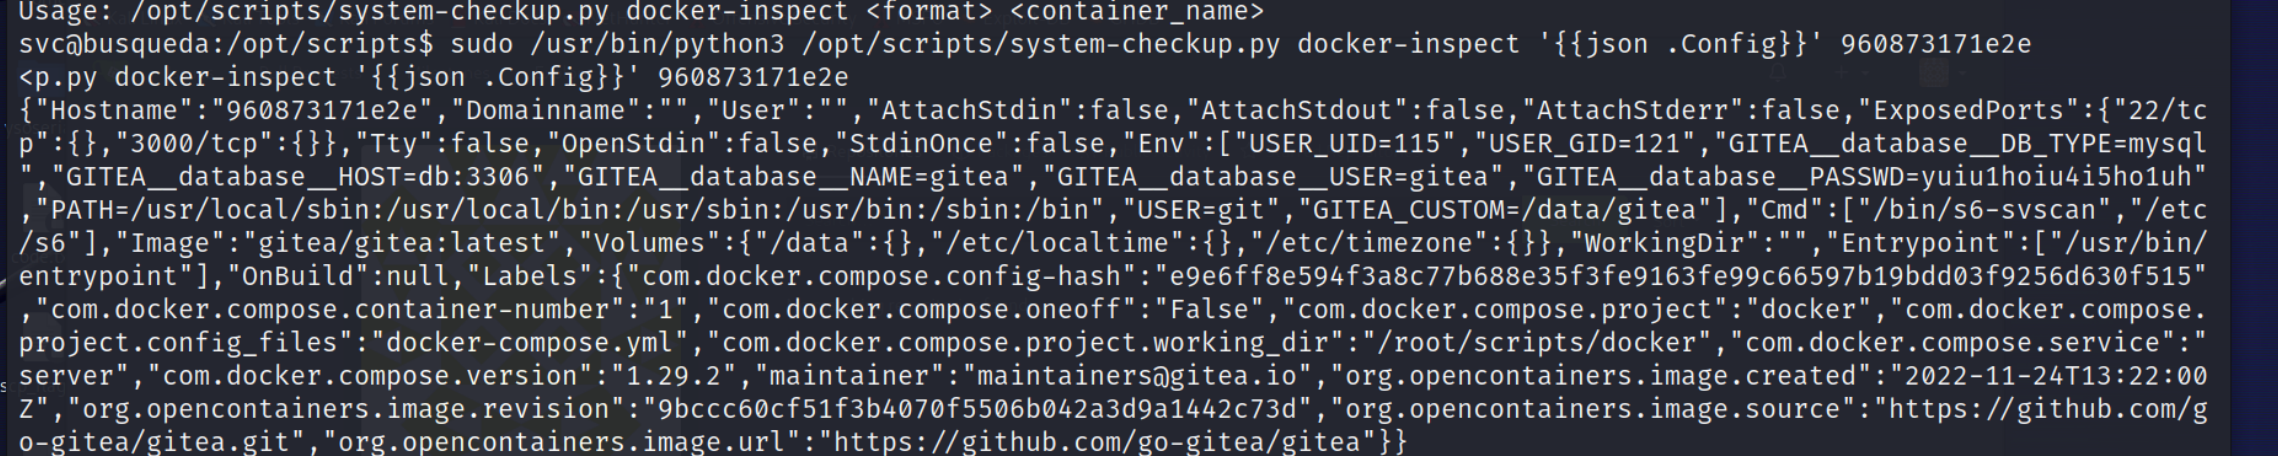 Usage: /opt/scripts/system-checkup.py docker-inspect <format> <container_name>
svc@busqueda:/opt/scripts$ sudo /usr/bin/python3 /opt/scripts/system-checkup.py docker-inspect '{{json .Config}}' 960873171e2e
<p.py docker-inspect '{{json .Config}}' 960873171e2e
{"Hostname":"960873171e2e","Domainname":"","User":"","AttachStdin":false,"AttachStdout":false,"AttachStderr":false,"ExposedPorts":{"22/tc
p":{},"3000/tcp":{}},"Tty":false,"OpenStdin":false,"StdinOnce":false,"Env":["USER_UID=115","USER_GID=121","GITEA__database__DB_TYPE=mysql
","GITEA__database__HOST=db:3306","GITEA__database__NAME=gitea","GITEA__database__USER=gitea","GITEA__database__PASSWD=yuiu1hoiu4i5ho1uh"
,"PATH=/usr/local/sbin:/usr/local/bin:/usr/sbin:/usr/bin:/sbin:/bin","USER=git","GITEA_CUSTOM=/data/gitea"],"Cmd":["/bin/s6-svscan","/etc
/s6"],"Image":"gitea/gitea:latest","Volumes":{"/data":{},"/etc/localtime":{},"/etc/timezone":{}},"WorkingDir":"","Entrypoint":["/usr/bin/
entrypoint"],"OnBuild":null,"Labels":{"com.docker.compose.config-hash":"e9e6ff8e594f3a8c77b688e35f3fe9163fe99c66597b19bdd03f9256d630f515"
,"com.docker.compose.container-number":"1","com.docker.compose.oneoff":"False","com.docker.compose.project":"docker","com.docker.compose.
project.config_files":"docker-compose.yml","com.docker.compose.project.working_dir":"/root/scripts/docker","com.docker.compose.service":"
server","com.docker.compose.version":"1.29.2","maintainer":"maintainers@gitea.io","org.opencontainers.image.created":"2022-11-24T13:22:00
Z","org.opencontainers.image.revision":"9bccc60cf51f3b4070f5506b042a3d9a1442c73d","org.opencontainers.image.source":"https://github.com/g
o-gitea/gitea.git","org.opencontainers.image.url":"https://github.com/go-gitea/gitea"}}